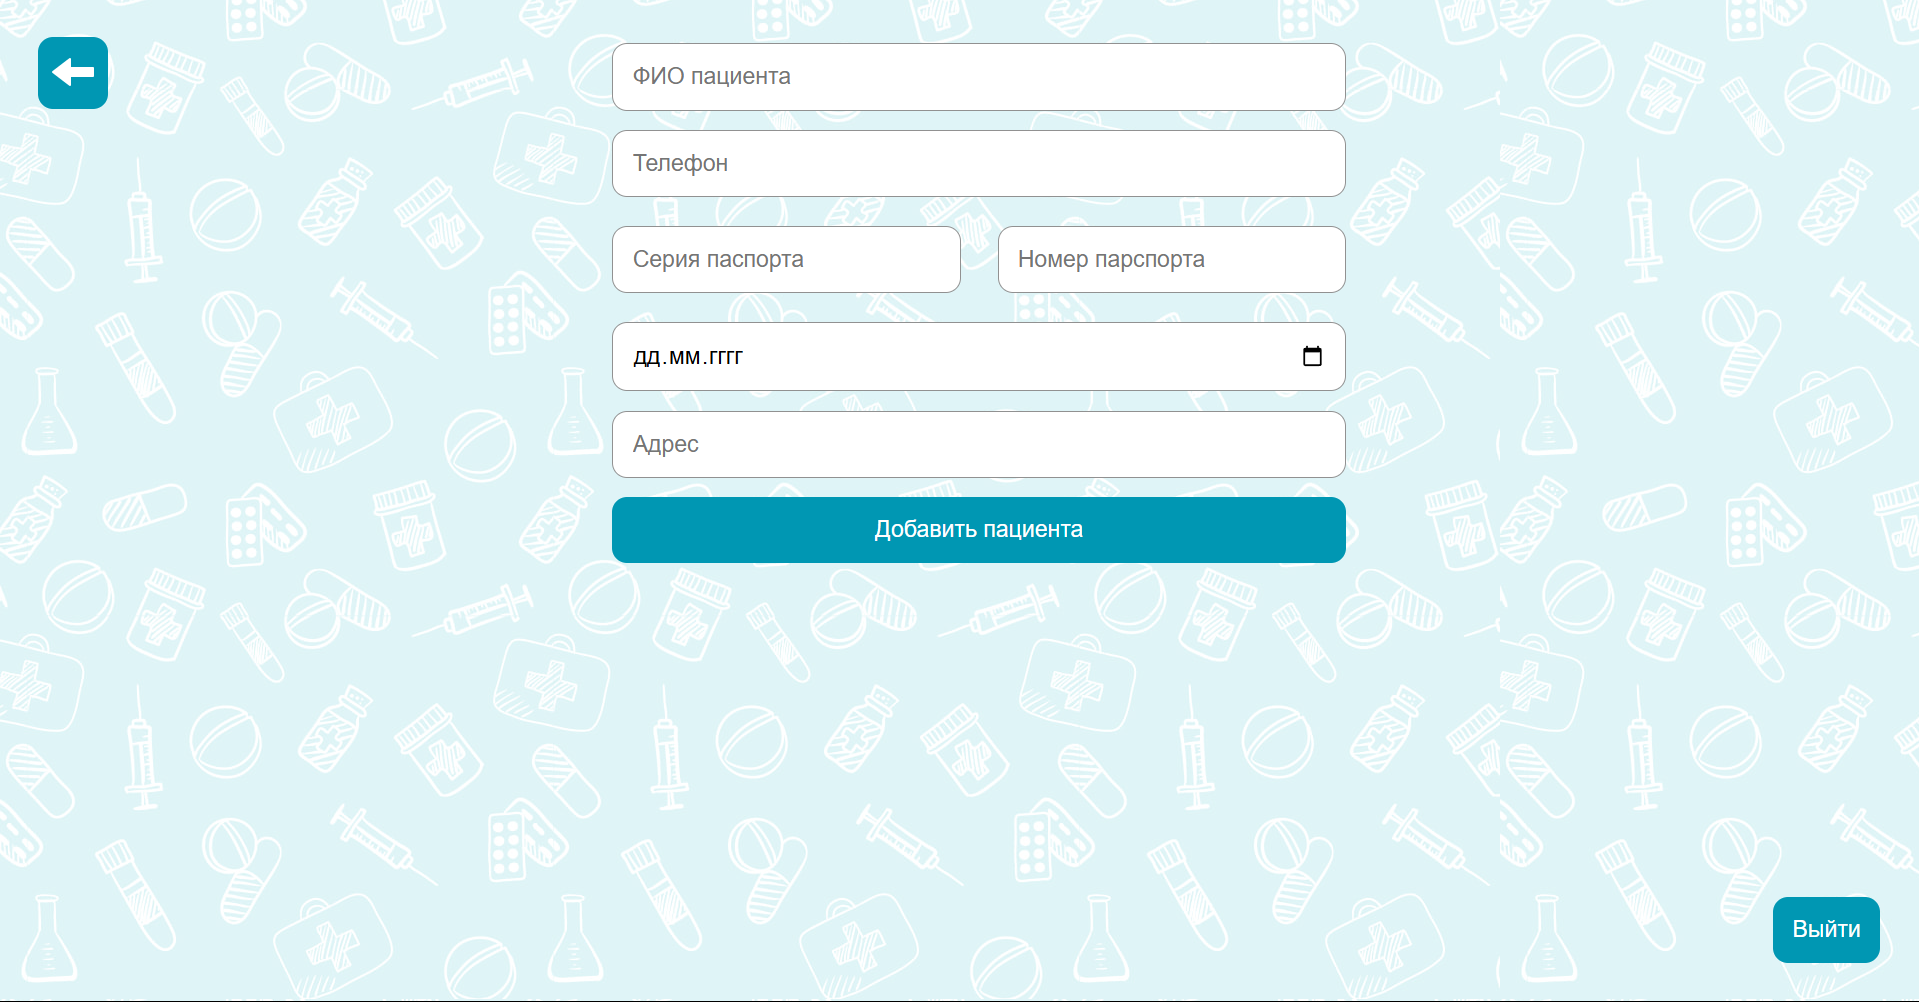 ФИО пациента
Телефон
Серия паспорта
Номер парспорта
дд.мм.гггг
Адрес
Добавить пациента
Выйти